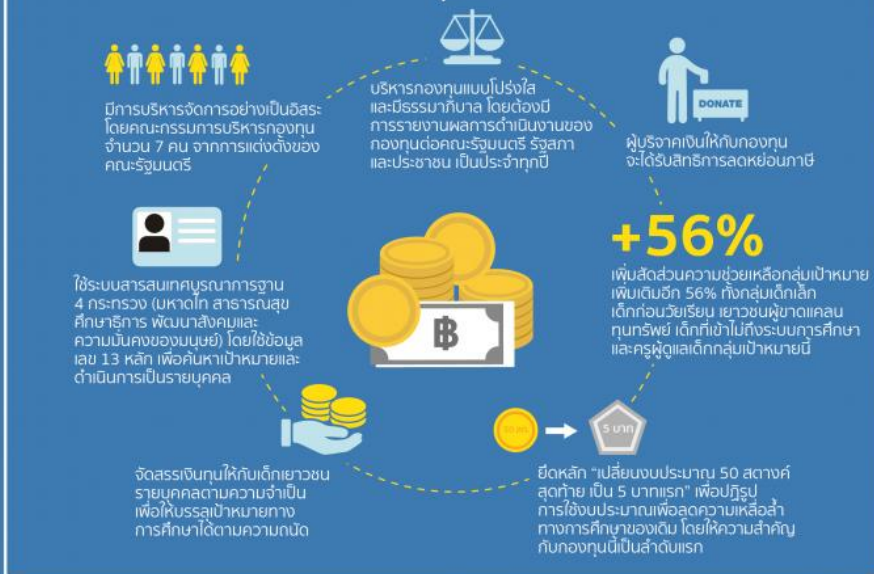 มีการบริหารจัดการอย่างเป็นอิสระ
โดยคณะกรรมการบริหารกองทุน
จำนวน 7 คน จากการแต่งตั้งของ
คณะรัฐมนตรี
บริหารกองทุนแบบโปร่งใส
และมีธรรมาภิบาล โดยต้องมี
การรายงานผลการดำเนินงานของ
กองทุนต่อคณะรัฐมนตรี รัฐสภา
และประชาชน เป็นประจำทุกปี
DONATE
ผู้บริจาคเงินให้กับกองทุน
จะได้รับสิทธิการลดหย่อนภาษี
+56%
เพิ่มสัดส่วนความช่วยเหลือกลุ่มเป้าหมาย
เพิ่มเติมอีก 56% ทั้งกลุ่มเด็กเล็ก
เด็กก่อนวัยเรียน เยาวชนผู้ขาดแคลน
ทุนทรัพย์ เด็กที่เข้าไม่ถึงระบบการศึกษา
และครูผู้ดูแลเด็กกลุ่มเป้าหมายนี้
ใช้ระบบสารสนเทศบูรณาการฐาน
4 กระทรวง (มหาดไท สาธารณสุข
ศึกษาธิการ พัฒนาสังคมและ
ความมั่นคงของมนุษย์) โดยใช้ข้อมูล
เลข 13 หลัก เพื่อค้นหาเป้าหมายและ
ดำเนินการเป็นรายบุคคล
฿
5 บาท
จัดสรรเงินทุนให้กับเด็กเยาวชน
รายบุคคลตามความจำเป็น
เพื่อให้บรรลุเป้าหมายทาง
การศึกษาได้ตามความถนัด
ยึดหลัก “เปลี่ยนงบประมาณ 50 สตางค์
สุดท้าย เป็น 5 บาทแรก” เพื่อปฏิรูป
การใช้งบประมาณเพื่อลดความเหลื่อมล้ำ
ทางการศึกษาของเดิม โดยให้ความสำคัญ
กับกองทุนนี้เป็นลำดับแรก